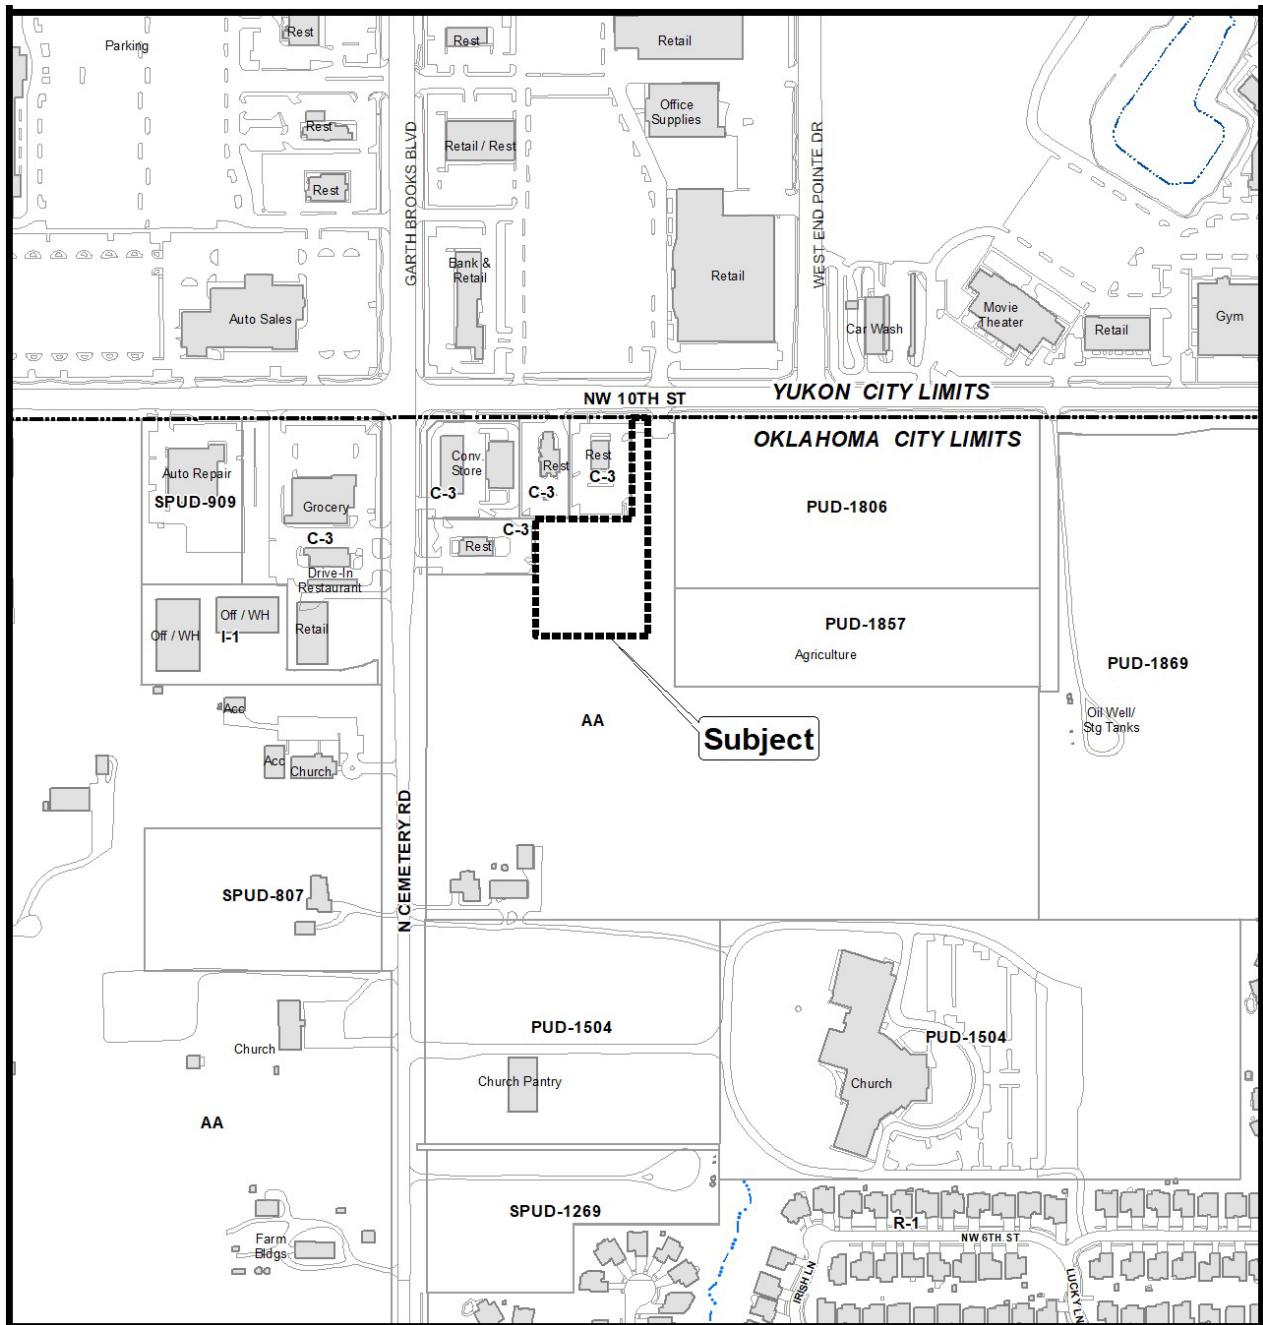 Parking
Rest
Rest
Retail
Rest
Retail / Rest
Office
Supplies
Rest
GARTH BROOKS BLVD
WEST END POINTE DR
Bank &
Retail
Retail
Auto Sales
Car Wash
Movie
Theater
Retail
Gym
NW 10TH ST
YUKON CITY LIMITS
OKLAHOMA CITY LIMITS
Auto Repair
SPUD-909
Grocery
C-3
Drive-In
Restaurant
Conv.
Store
C-3
Rest
C-3
Rest
C-3
C-3
Rest
PUD-1806
Off / WH
Off / WH
I-1
Retail
PUD-1857
Agriculture
PUD-1869
Oil Well/
Stg Tanks
AA
Subject
Acc
Acc
Church
N CEMETERY RD
SPUD-807
PUD-1504
PUD-1504
Church
Church Pantry
Church
AA
SPUD-1269
R-1
NW 6TH ST
Farm
Bldgs
IRISH LN
LUCKY LN